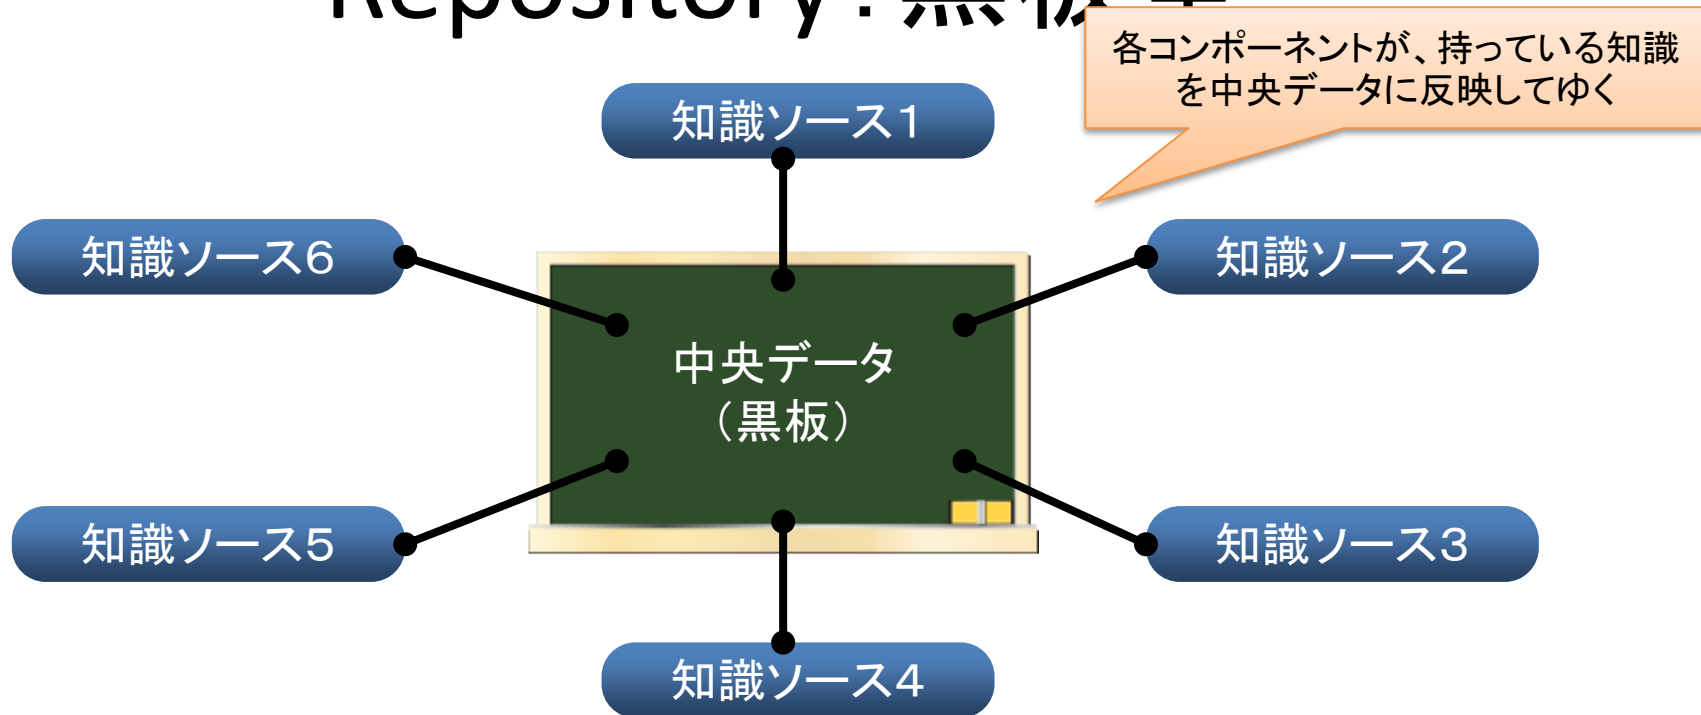 Repository：黒板
各コンポーネントが、持っている知識
を中央データに反映してゆく
知識ソース１
知識ソース６
知識ソース２
中央データ
（黒板）
知識ソース５
知識ソース３
知識ソース４